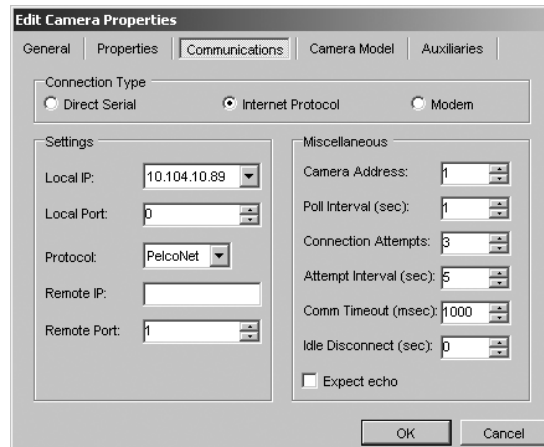 Edit Camera Properties
General Properties Communications Camera Model Auxiliaries
Connection Type
Direct Serial Internet Protocol Modem
Settings
Local IP: 10.104.10.89
Local Port: 0
Protocol: PelcoNet
Remote IP:
Remote Port: 1
Miscellaneous
Camera Address: 1
Poll Interval (sec): 1
Connection Attempts: 3
Attempt Interval (sec): 5
Comm Timeout (msec): 1000
Idle Disconnect (sec): 0
Expect echo
OK Cancel